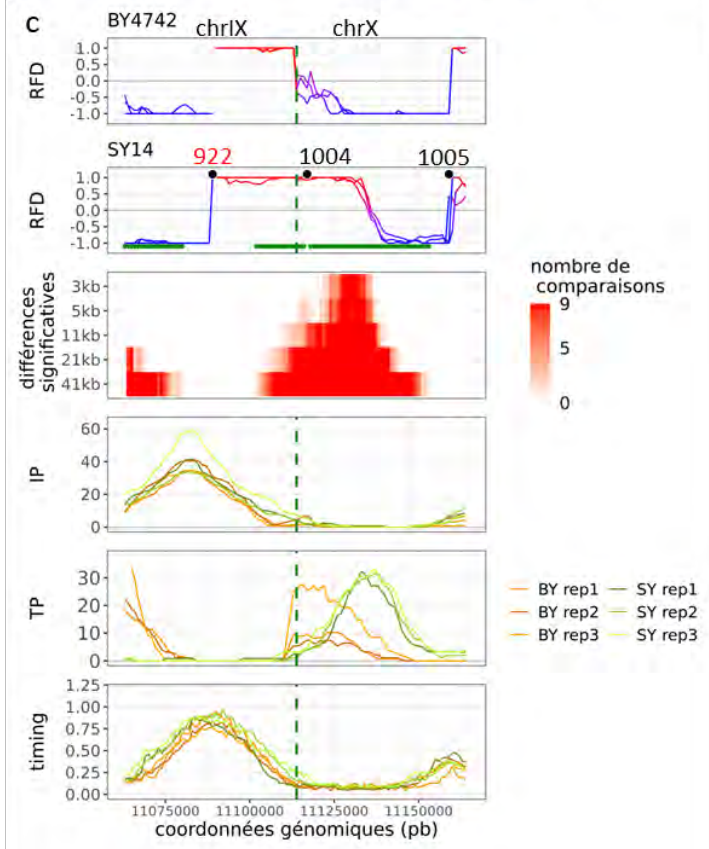 C
BY4742
chrIX chrX
RFD
1.0
0.5
0.0
-0.5
-1.0
SY14
922 1004 1005
RFD
1.0
0.5
0.0
-0.5
-1.0
différences
significatives
3kb
5kb
11kb
21kb
41kb
nombre de
comparaisons
9
5
0
IP
60
40
20
0
TP
30
20
10
0
BY rep1 SY rep1
BY rep2 SY rep2
BY rep3 SY rep3
timing
1.25
1.00
0.75
0.50
0.25
0.00
11075000 11100000 11125000 11150000
coordonnées génomiques (pb)